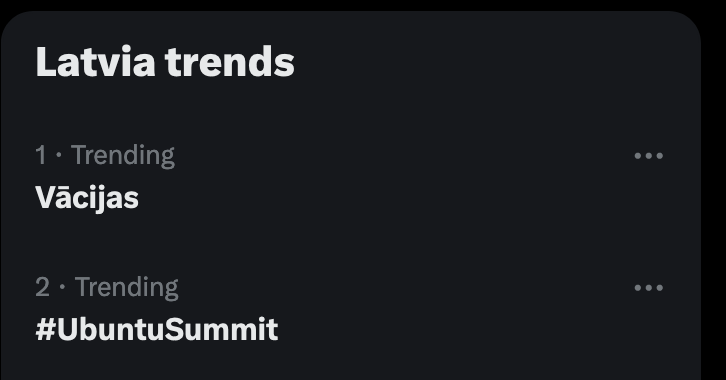 Latvia trends
1 · Trending
Vācijas
2 · Trending
#UbuntuSummit